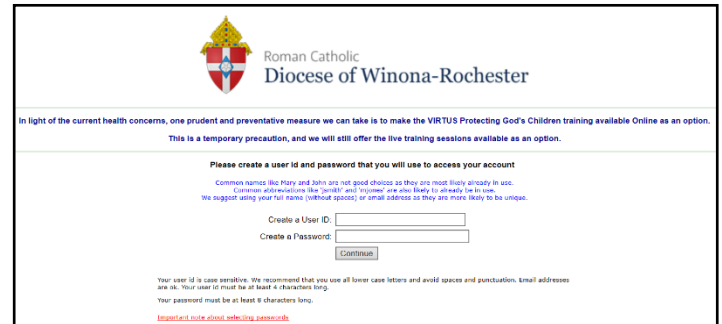 Roman Catholic
Diocese of Winona-Rochester
In light of the current health concerns, one prudent and preventative measure we can take is to make the VIRTUS Protecting God's Children training available Online as an option.
This is a temporary precaution, and we will still offer the live training sessions available as an option.
Please create a user id and password that you will use to access your account
Common names like Mary and John are not good choices as they are most likely already in use.
Common abbreviations like 'jsmith' and 'mjones' are also likely to already be in use.
We suggest using your full name (without spaces) or email address as they are more likely to be unique.
Create a User ID:
Create a Password:
Continue
Your user id is case sensitive. We recommend that you use all lower case letters and avoid spaces and punctuation. Email addresses
are ok. Your user id must be at least 4 characters long.
Your password must be at least 8 characters long.
Important note about selecting passwords